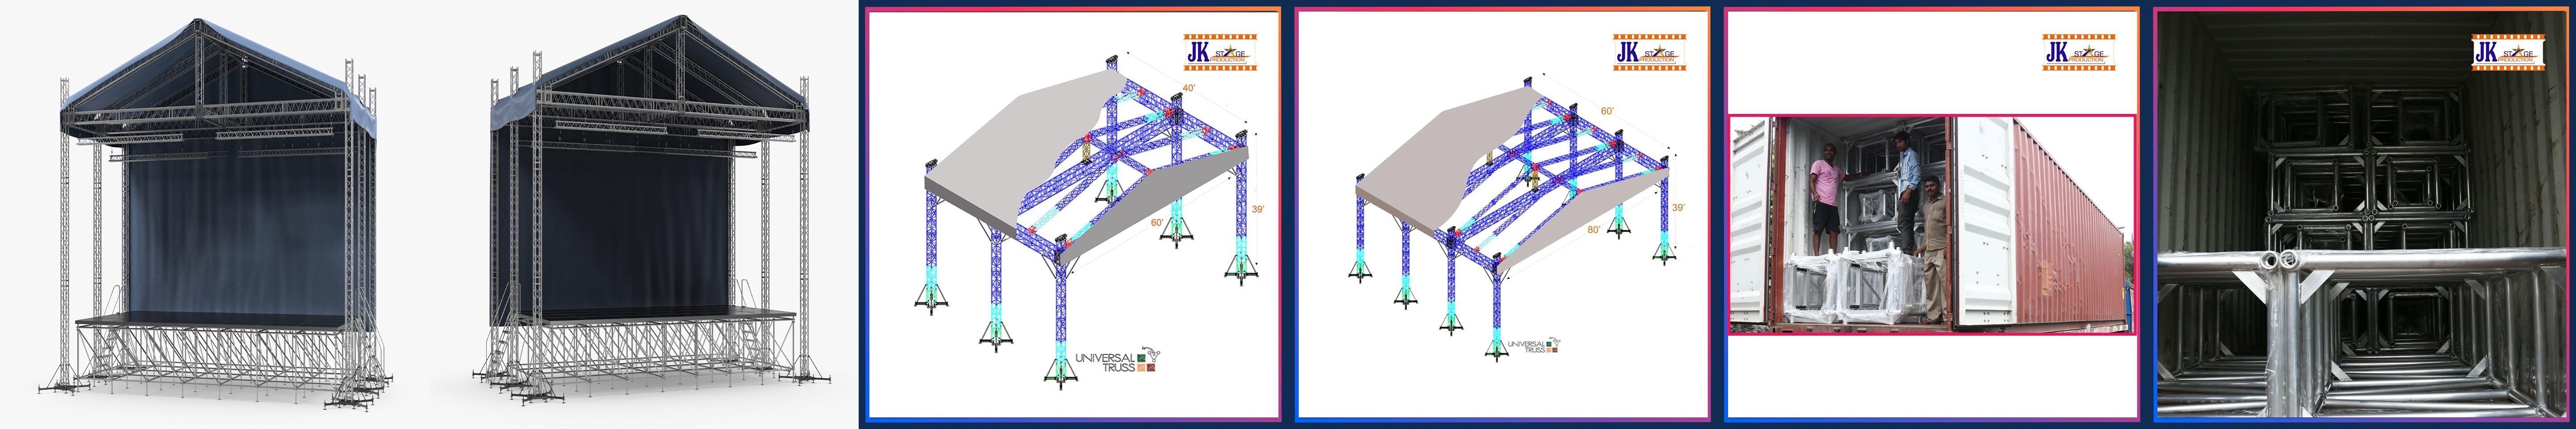 JK STAGE
PRODUCTION
40'
39'
60'
UNIVERSAL
TRUSS
JK STAGE
PRODUCTION
60'
39'
80'
UNIVERSAL
TRUSS
JK STAGE
PRODUCTION
JK STAGE
PRODUCTION